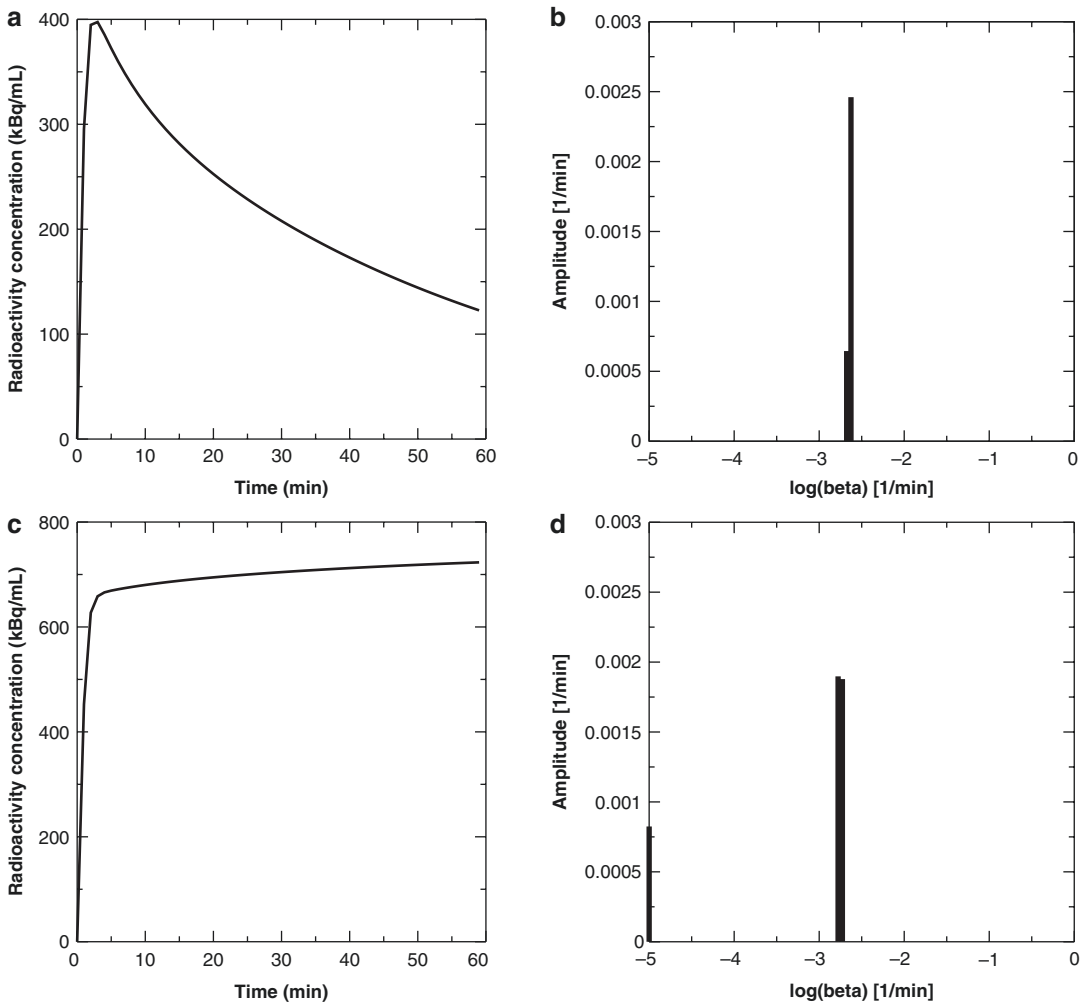 a
Radioactivity concentration (kBq/mL)
400
300
200
100
0
0 10 20 30 40 50 60
Time (min)
b
Amplitude [1/min]
0.003
0.0025
0.002
0.0015
0.001
0.0005
0
–5 –4 –3 –2 –1 0
log(beta) [1/min]
c
Radioactivity concentration (kBq/mL)
800
600
400
200
0
0 10 20 30 40 50 60
Time (min)
d
Amplitude [1/min]
0.003
0.0025
0.002
0.0015
0.001
0.0005
0
–5 –4 –3 –2 –1 0
log(beta) [1/min]